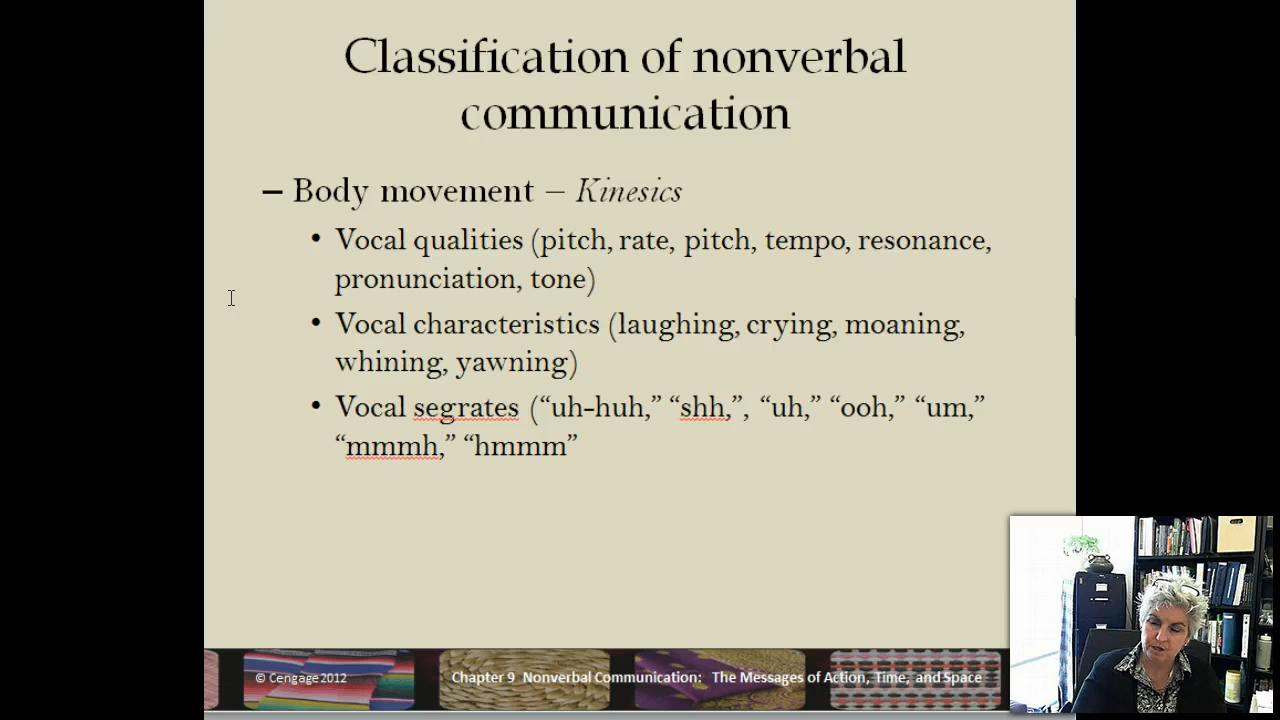 Classification of nonverbal
communication
– Body movement – Kinesics
• Vocal qualities (pitch, rate, pitch, tempo, resonance,
pronunciation, tone)
• Vocal characteristics (laughing, crying, moaning,
whining, yawning)
• Vocal segrates (“uh-huh,” “shh,”, “uh,” “ooh,” “um,”
“mmmh,” “hmmm”
© Cengage 2012
Chapter 9 Nonverbal Communication: The Messages of Action, Time, and Space